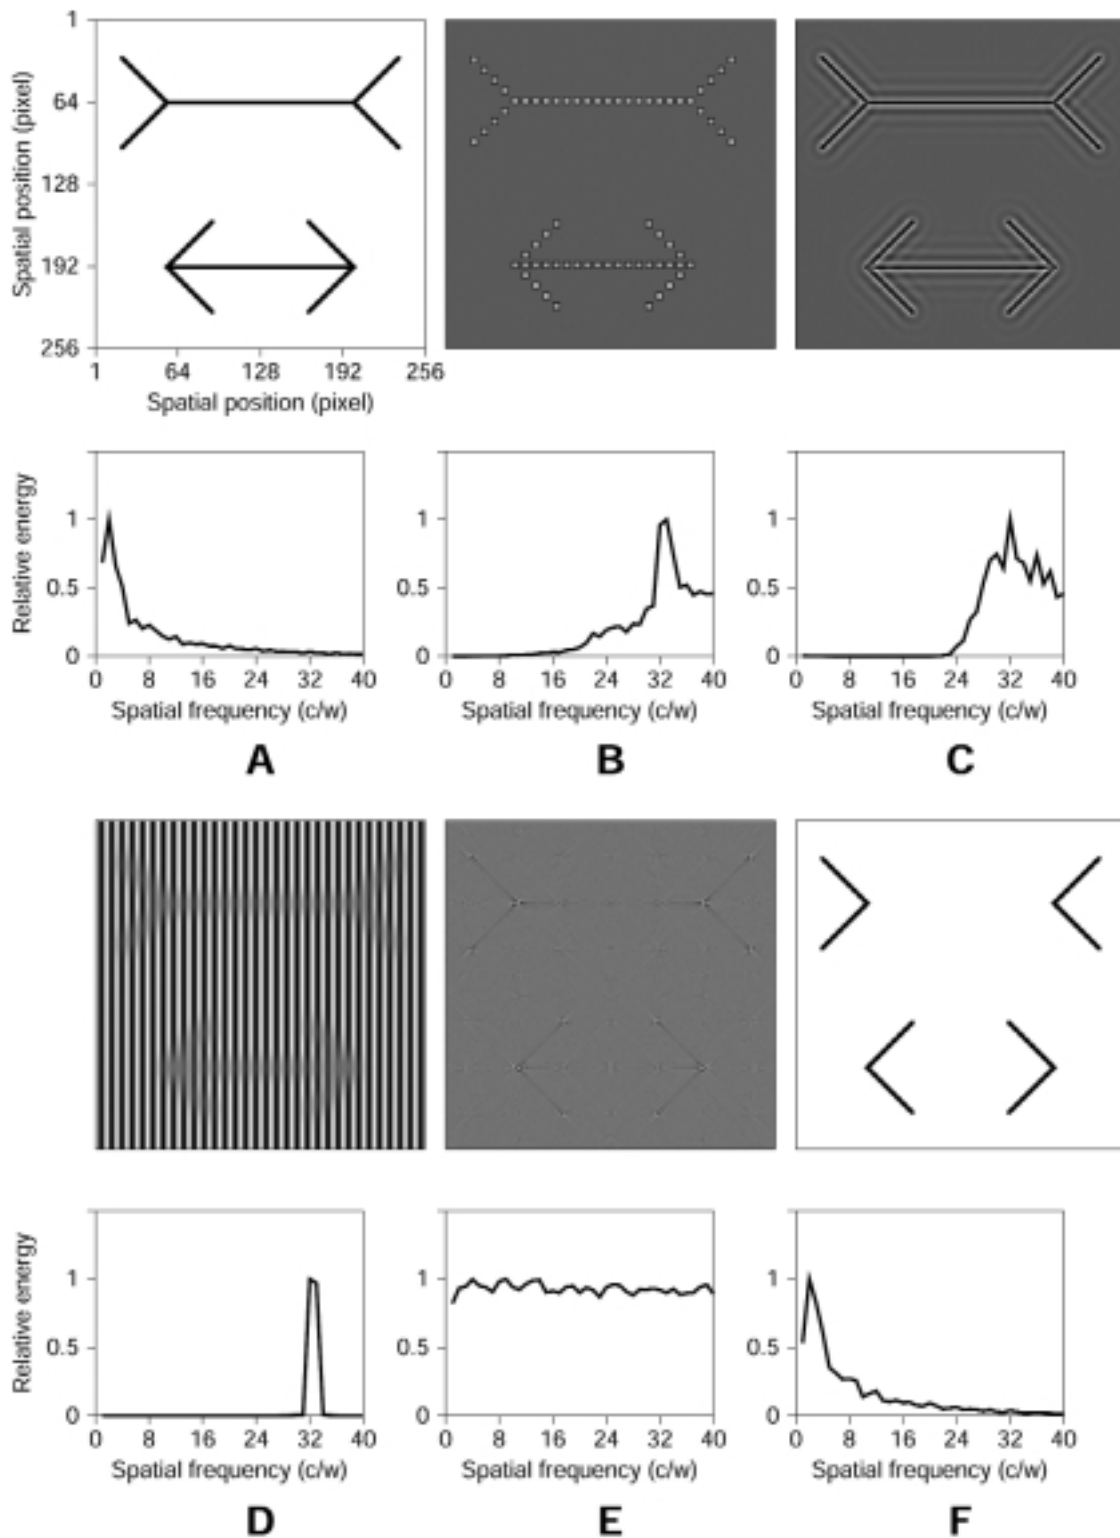 Spatial position (pixel)
1
64
128
192
256
1 64 128 192 256
Spatial position (pixel)
Relative energy
1
0.5
0
0 8 16 24 32 40
Spatial frequency (c/w)
A
1
0.5
0
0 8 16 24 32 40
Spatial frequency (c/w)
B
1
0.5
0
0 8 16 24 32 40
Spatial frequency (c/w)
C
Relative energy
1
0.5
0
0 8 16 24 32 40
Spatial frequency (c/w)
D
1
0.5
0
0 8 16 24 32 40
Spatial frequency (c/w)
E
1
0.5
0
0 8 16 24 32 40
Spatial frequency (c/w)
F